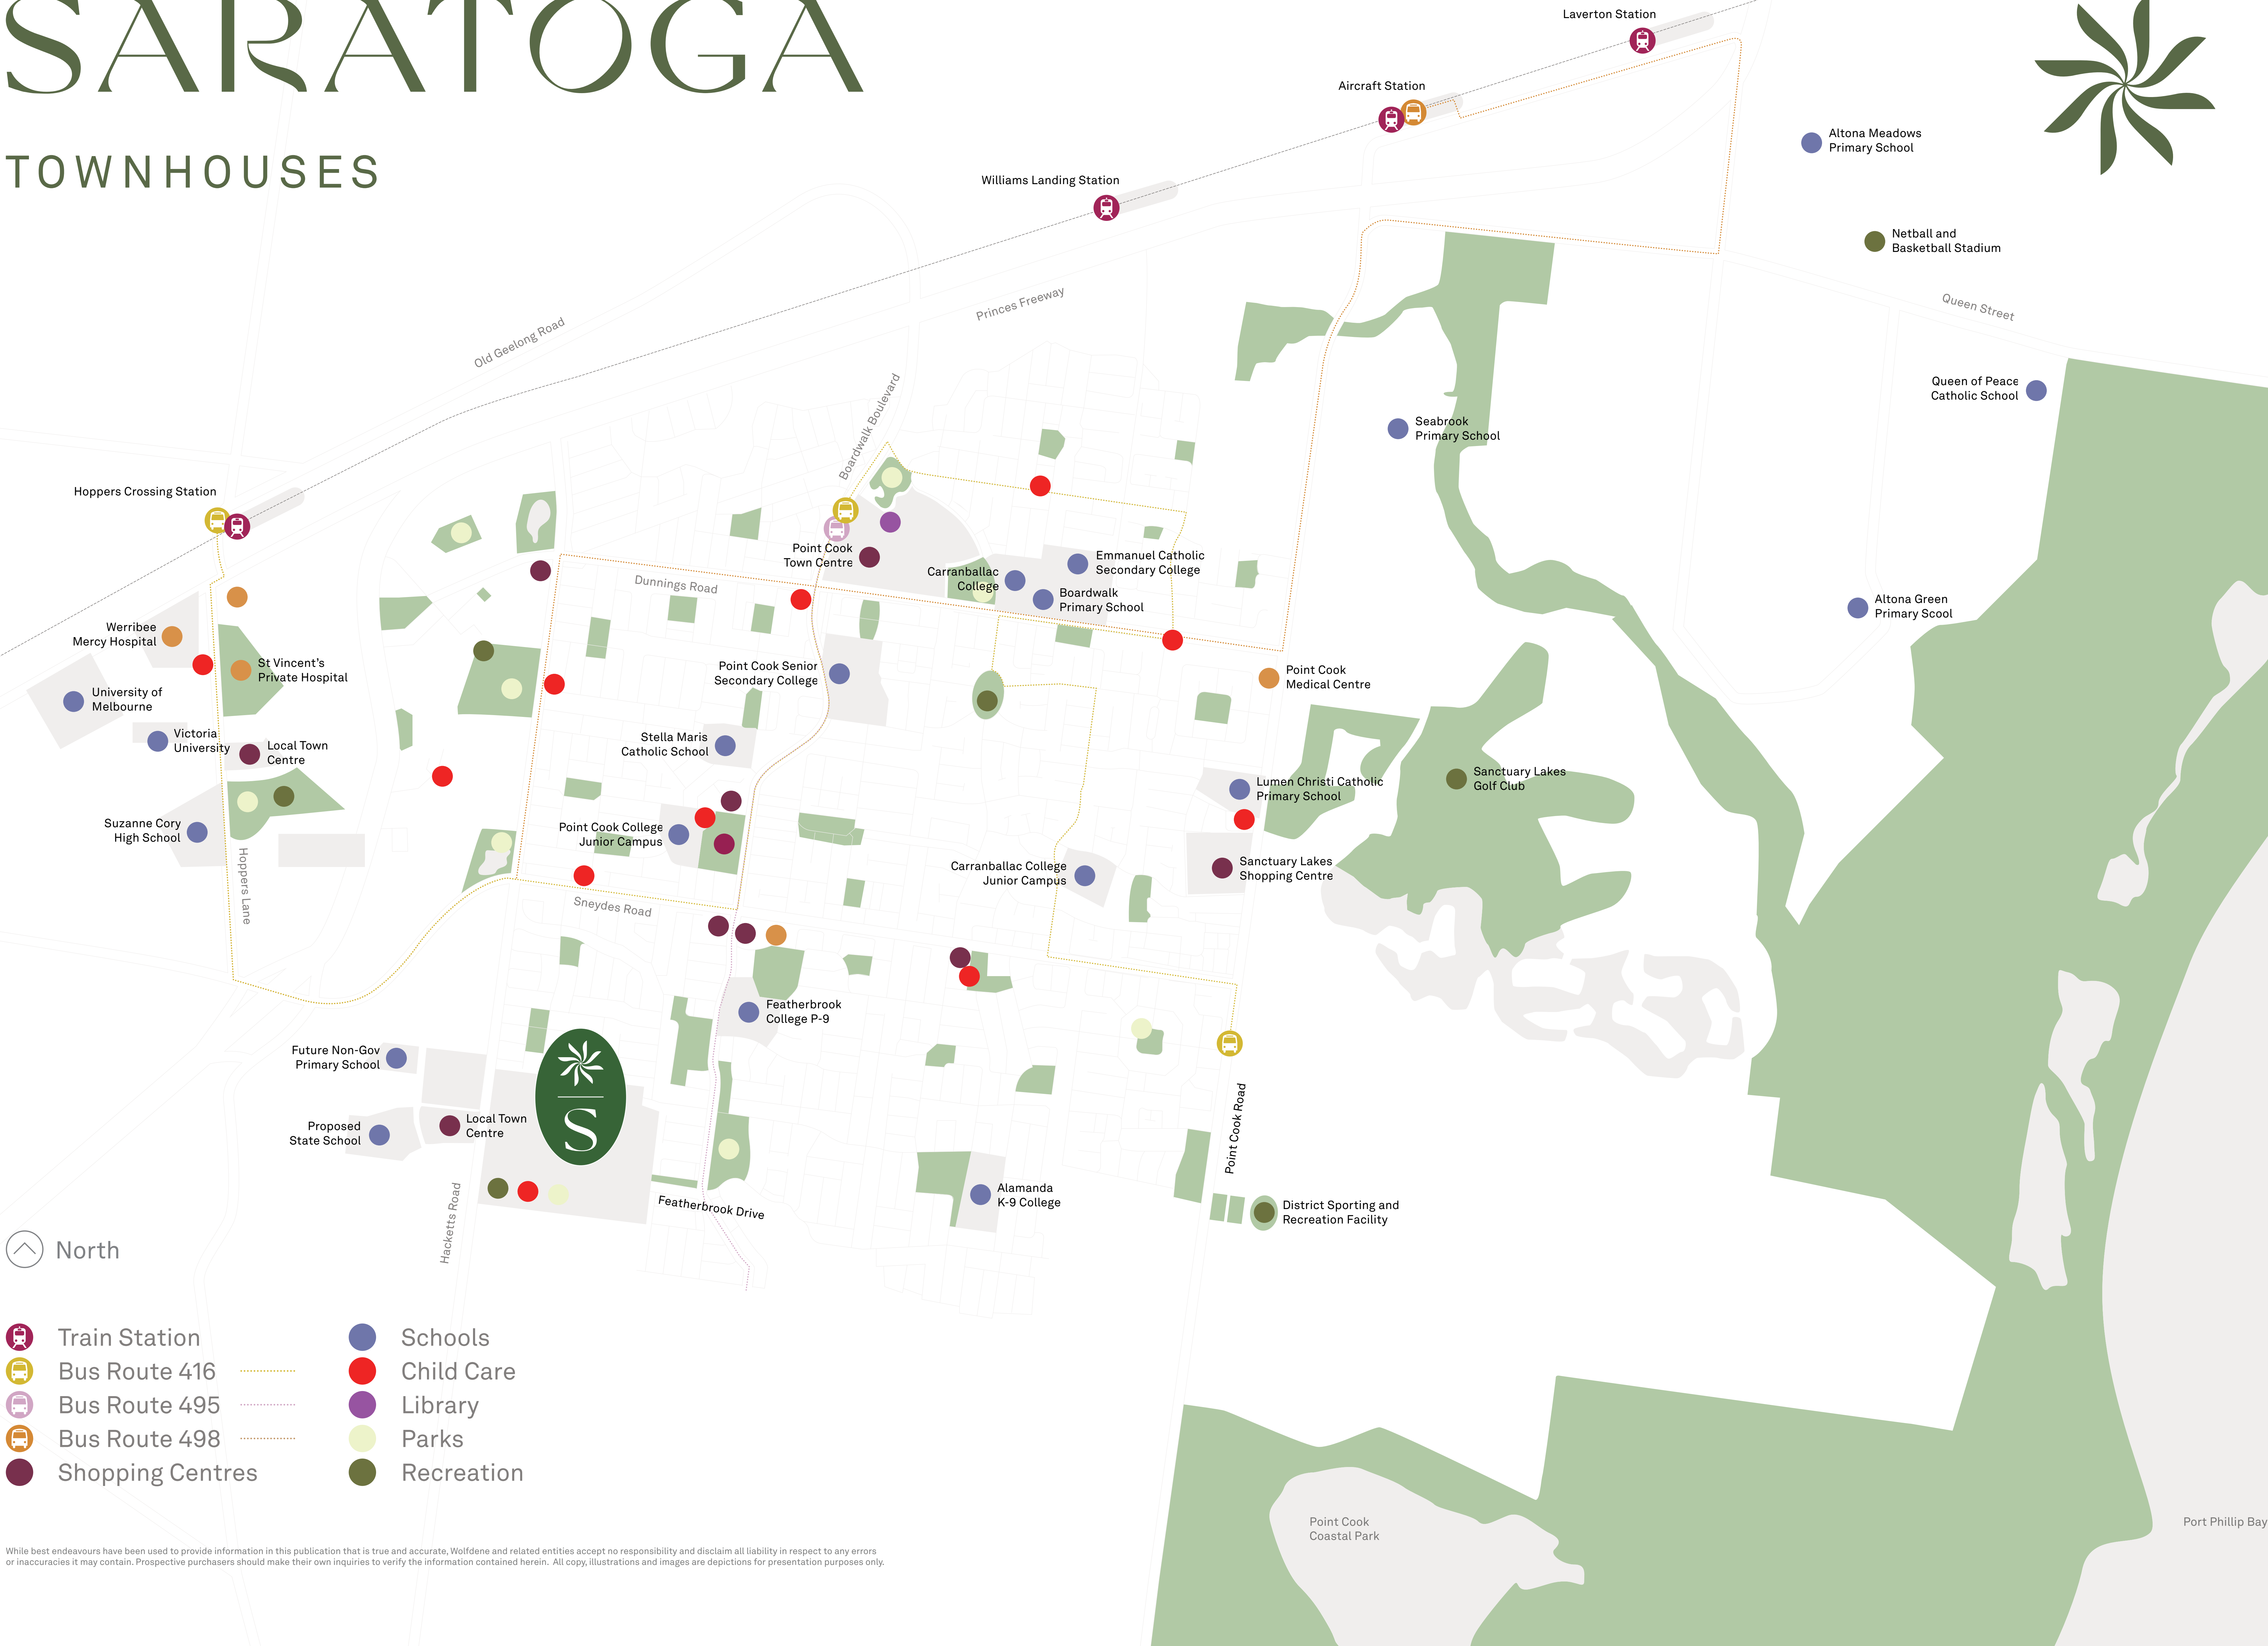 SARATOGA
TOWNHOUSES
Laverton Station
Aircraft Station
Altona Meadows
Primary School
Williams Landing Station
Netball and
Basketball Stadium
Queen Street
Princes Freeway
Old Geelong Road
Boardwalk Boulevard
Queen of Peace
Catholic School
Seabrook
Primary School
Hoppers Crossing Station
Point Cook
Town Centre
Emmanuel Catholic
Secondary College
Carranballac
College
Boardwalk
Primary School
Dunnings Road
Altona Green
Primary Scool
Werribee
Mercy Hospital
St Vincent's
Private Hospital
Point Cook Senior
Secondary College
Point Cook
Medical Centre
University of
Melbourne
Victoria
University
Local Town
Centre
Stella Maris
Catholic School
Sanctuary Lakes
Golf Club
Lumen Christi Catholic
Primary School
Suzanne Cory
High School
Point Cook College
Junior Campus
Hoppers Lane
Carranballac College
Junior Campus
Sanctuary Lakes
Shopping Centre
Sneydes Road
Featherbrook
College P-9
Future Non-Gov
Primary School
Local Town
Centre
Proposed
State School
S
Point Cook Road
Alamanda
K-9 College
Featherbrook Drive
District Sporting and
Recreation Facility
Hacketts Road
North
Train Station
Bus Route 416
Bus Route 495
Bus Route 498
Shopping Centres
Schools
Child Care
Library
Parks
Recreation
Point Cook
Coastal Park
Port Phillip Bay
While best endeavours have been used to provide information in this publication that is true and accurate, Wolfdene and related entities accept no responsibility and disclaim all liability in respect to any errors
or inaccuracies it may contain. Prospective purchasers should make their own inquiries to verify the information contained herein. All copy, illustrations and images are depictions for presentation purposes only.